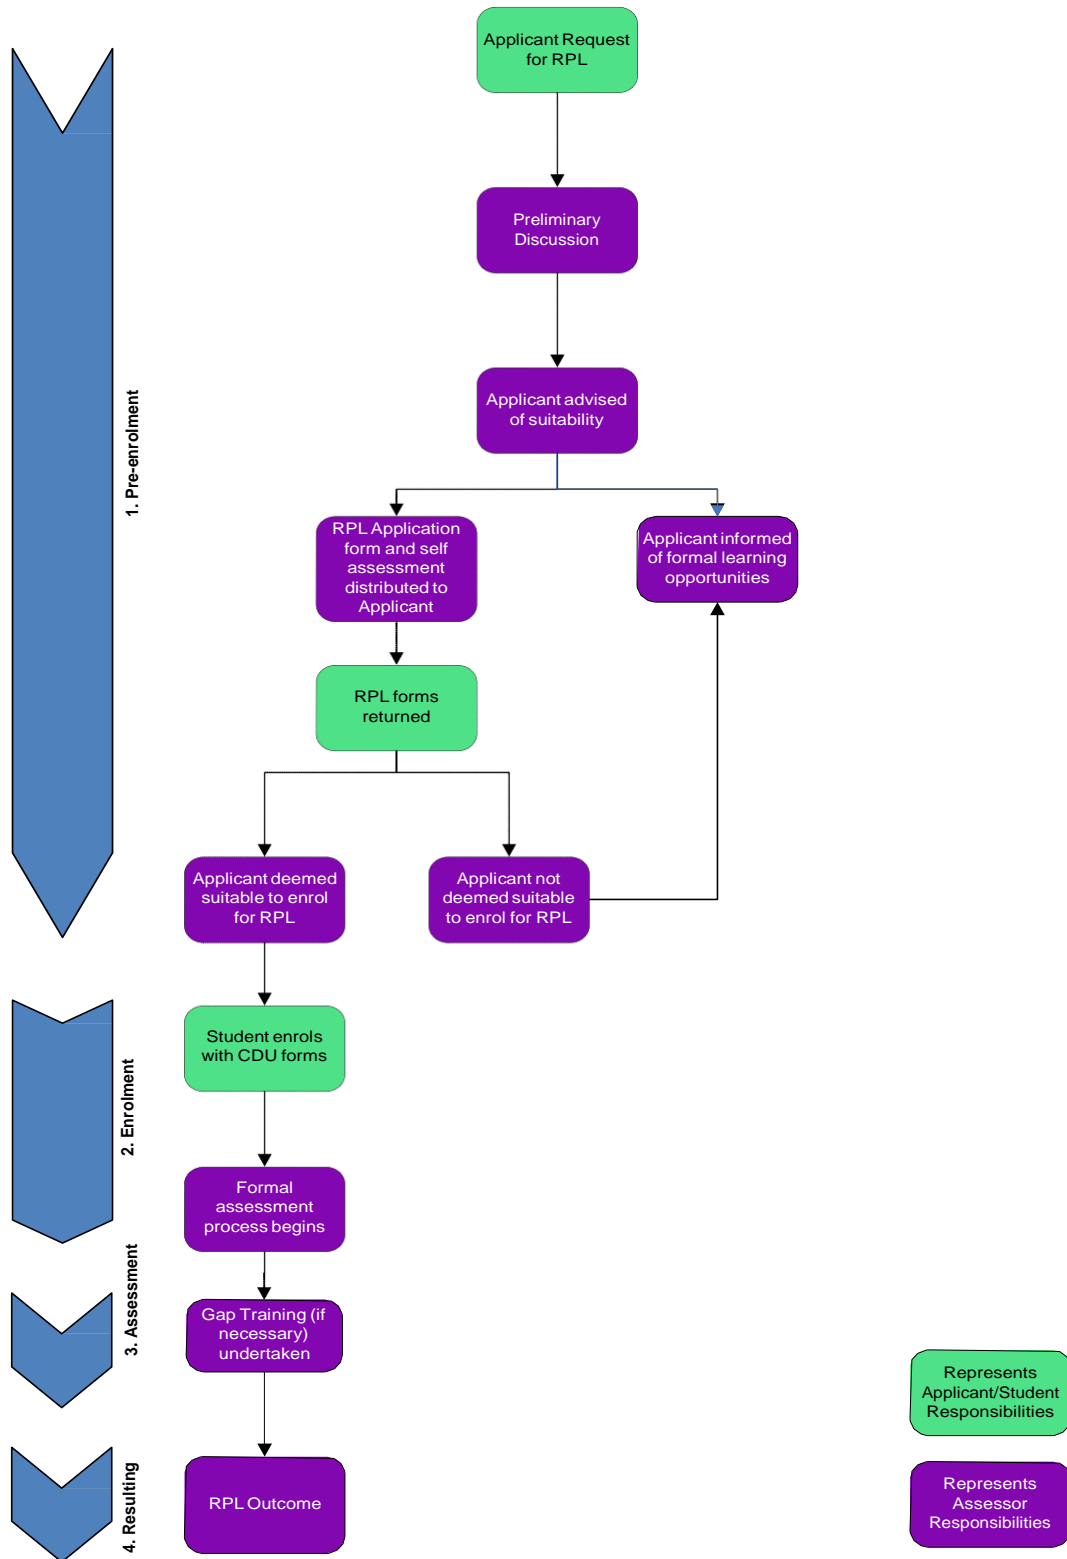 Applicant Request
for RPL
Preliminary
Discussion
Applicant advised
of suitability
1. Pre-enrolment
RPL Application
form and self
assessment
distributed to
Applicant
Applicant informed
of formal learning
opportunities
RPL forms
returned
Applicant deemed
suitable to enrol
for RPL
Applicant not
deemed suitable
to enrol for RPL
2. Enrolment
Student enrols
with CDU forms
Formal
assessment
process begins
3. Assessment
Gap Training (if
necessary)
undertaken
4. Resulting
RPL Outcome
Represents
Applicant/Student
Responsibilities
Represents
Assessor
Responsibilities